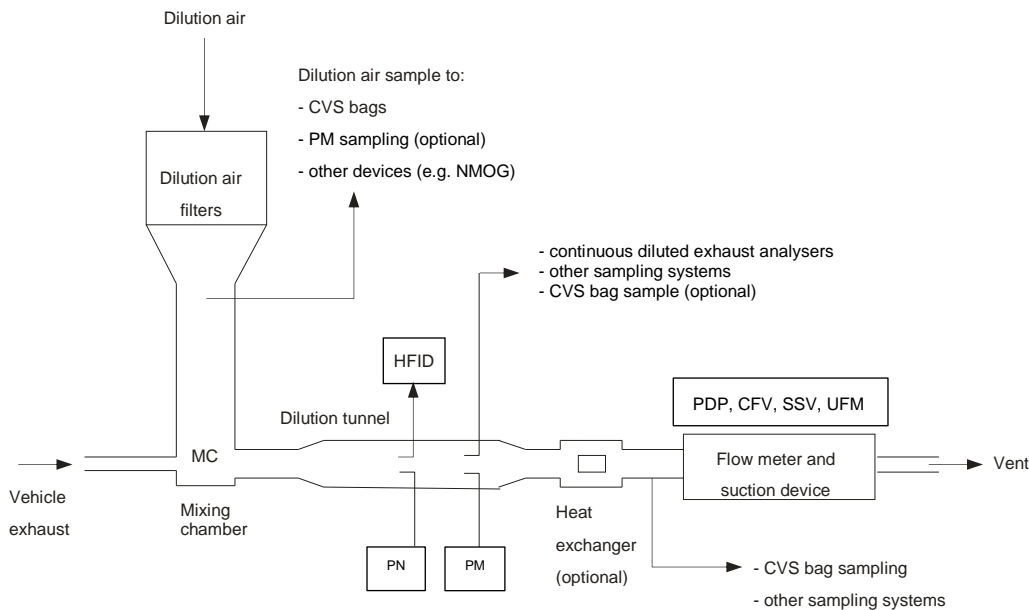 Dilution air
Dilution air sample to:
- CVS bags
- PM sampling (optional)
- other devices (e.g. NMOG)
Dilution air
filters
- continuous diluted exhaust analysers
- other sampling systems
- CVS bag sample (optional)
HFID
PDP, CFV, SSV, UFM
Dilution tunnel
MC
Flow meter and
suction device
Vent
Vehicle
exhaust
Mixing
chamber
Heat
exchanger
(optional)
PN
PM
- CVS bag sampling
- other sampling systems